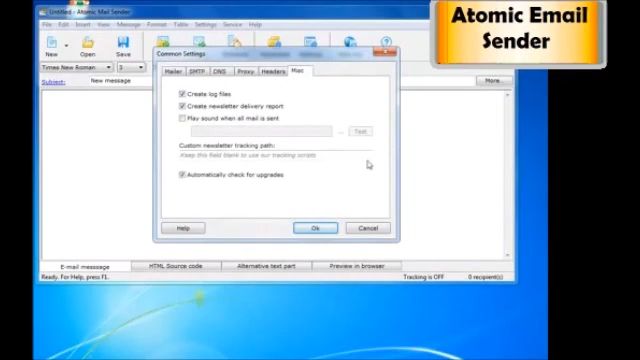 Atomic Email
Sender
Untitled - Atomic Mail Sender
File Edit View Message Format Table Settings Service Help
New Open Save
Times New Roman 3
Subject: New message More...
Common Settings
Mailer SMTP DNS Proxy Headers Misc
Create log files
Create newsletter delivery report
Play sound when all mail is sent
... Test
Custom newsletter tracking path:
Keep this field blank to use our tracking scripts
Automatically check for upgrades
Help Ok Cancel
E-mail message HTML Source code Alternative text part Preview in browser
Ready. For Help, press F1. Tracking is OFF 0 recipient(s)